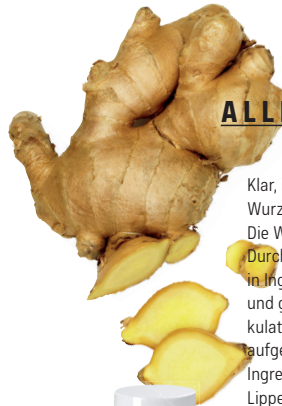 ALL
Klar,
Wurz
Die W
Durch
in Ing
und g
kulat
aufge
Ingre
Lippe